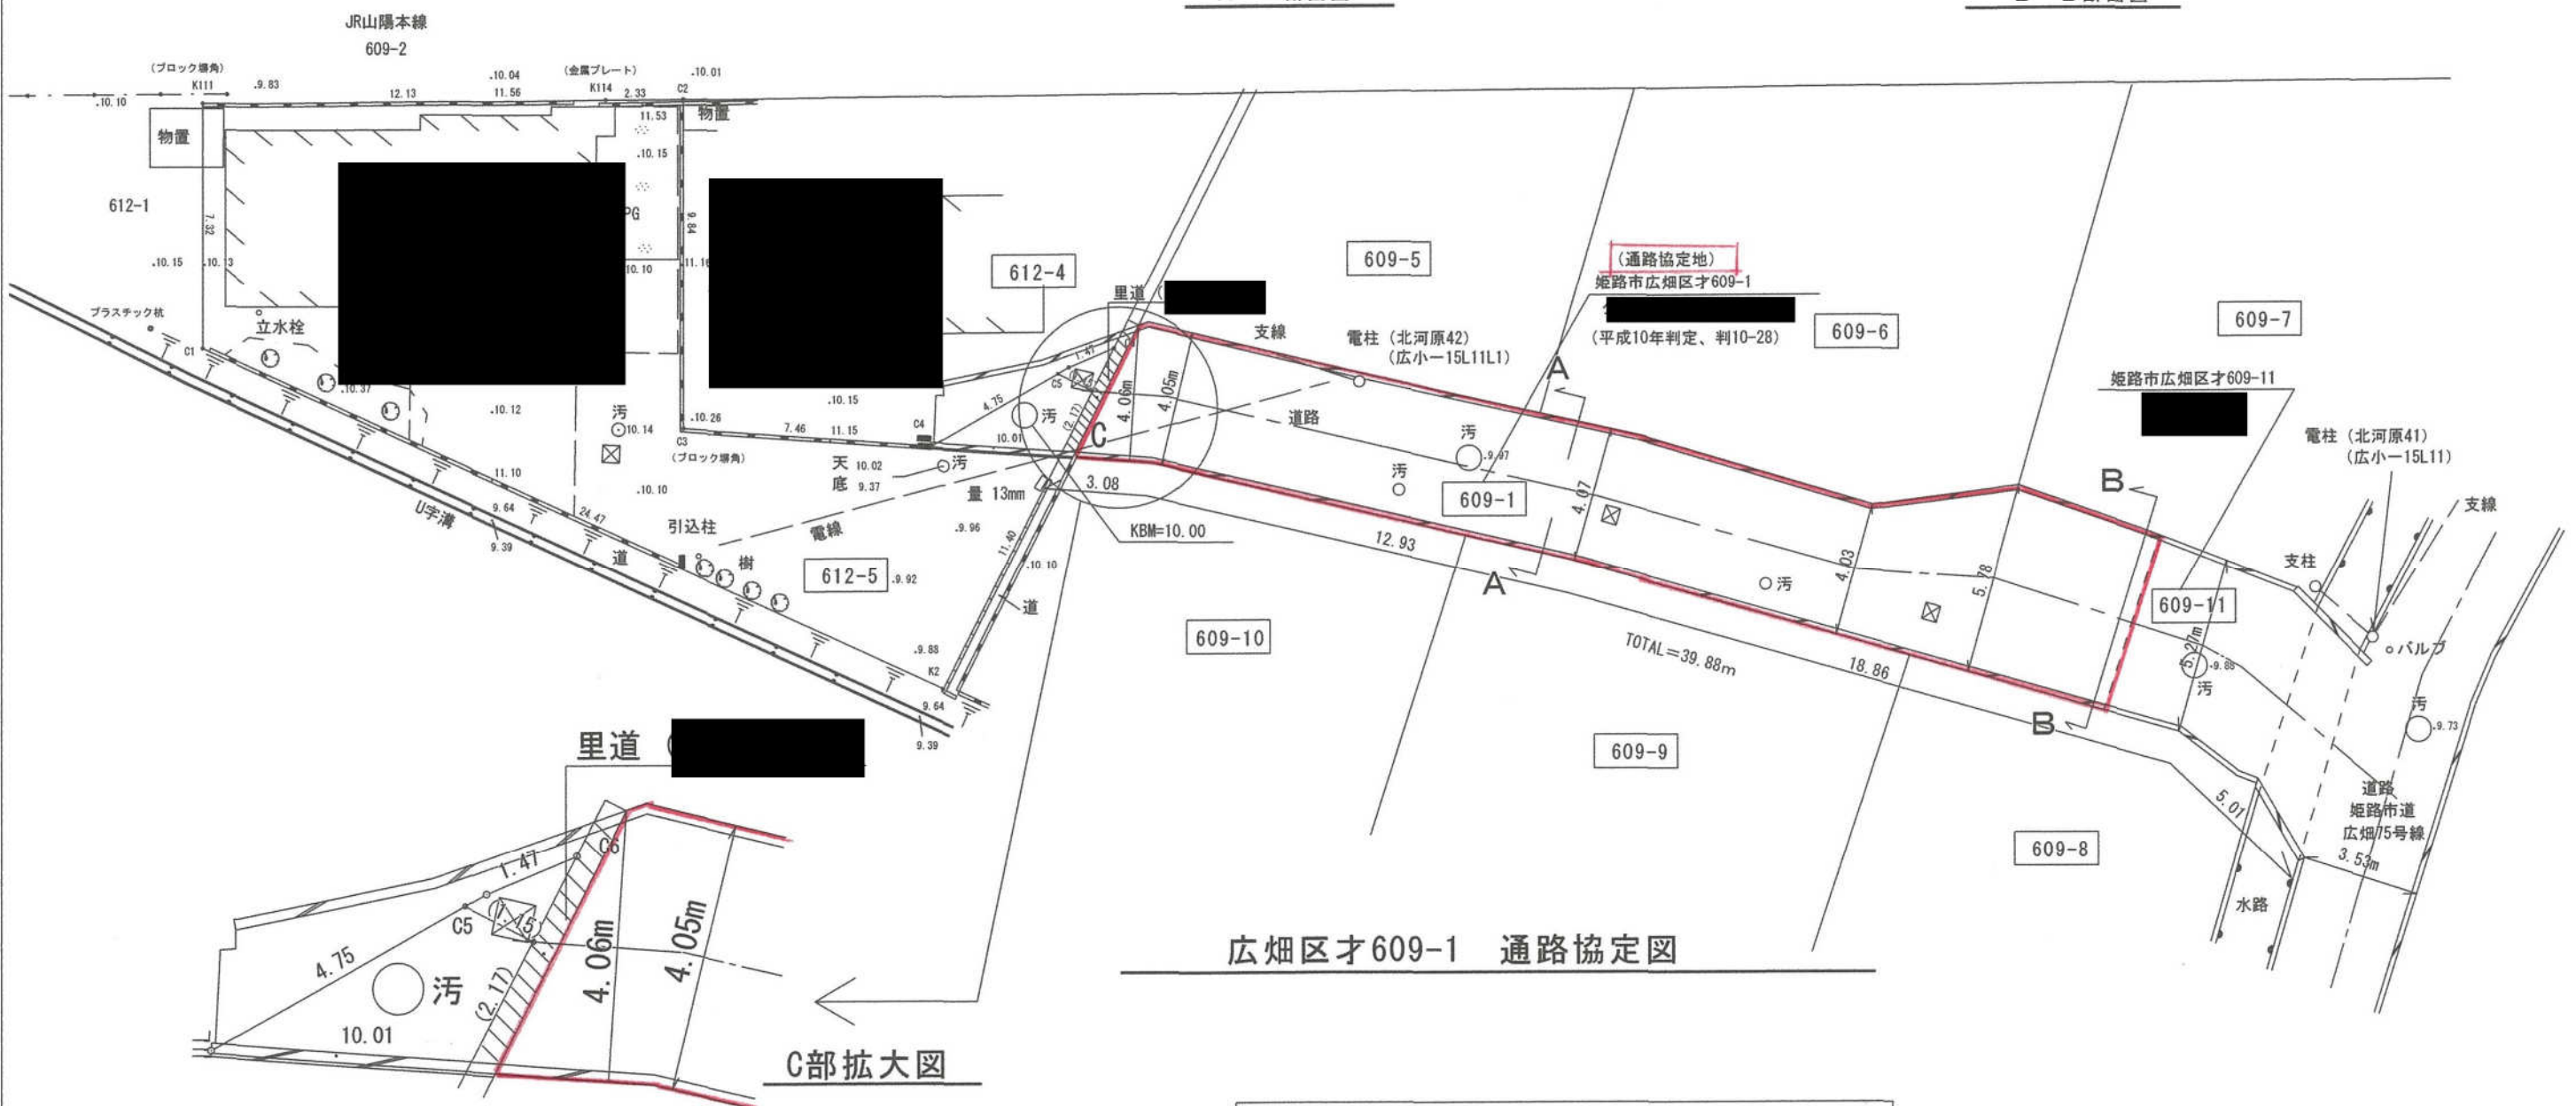 JR山陽本線
609-2
(ブロック塀角)
K111
.9.83
.10.10
12.13
.10.04
11.56
(金属プレート)
K114
2.33
.10.01
C2
物置
物置
11.53
.10.15
612-1
7.32
.10.15
.10.13
PG
9.84
10.10
11.16
612-4
609-5
(通路協定地)
姫路市広畑区才609-1
(平成10年判定、判10-28)
609-6
609-7
里道
支線
電柱(北河原42)
(広小一15L11L1)
姫路市広畑区才609-11
電柱(北河原41)
(広小一15L11)
支線
プラスチック杭
立水栓
C1
.10.37
.10.12
汚
10.14
.10.26
C3
(ブロック塀角)
7.46
11.15
.10.15
C4
4.75
C5
1.47
汚
10.01
(2.17)
C
4.06m
4.05m
道路
A
汚
.9.97
汚
609-1
4.07
B
天 10.02
底 9.37
汚
量 13mm
3.08
KBM=10.00
12.93
A
汚
4.03
5.78
609-11
支柱
バルブ
5.27m
.9.88
汚
汚
.9.73
11.10
.10.10
U字溝
9.64
9.39
24.47
道
引込柱
樹
電線
.9.96
612-5
.9.92
11.40
.10.10
道
.9.88
K2
9.64
9.39
609-10
TOTAL=39.88m
18.86
B
609-9
609-8
5.01
道路
姫路市道
広畑75号線
3.53m
水路
里道
C6
1.47
C5
4.75
汚
(2.17)
4.06m
4.05m
10.01
C部拡大図
広畑区才609-1 通路協定図